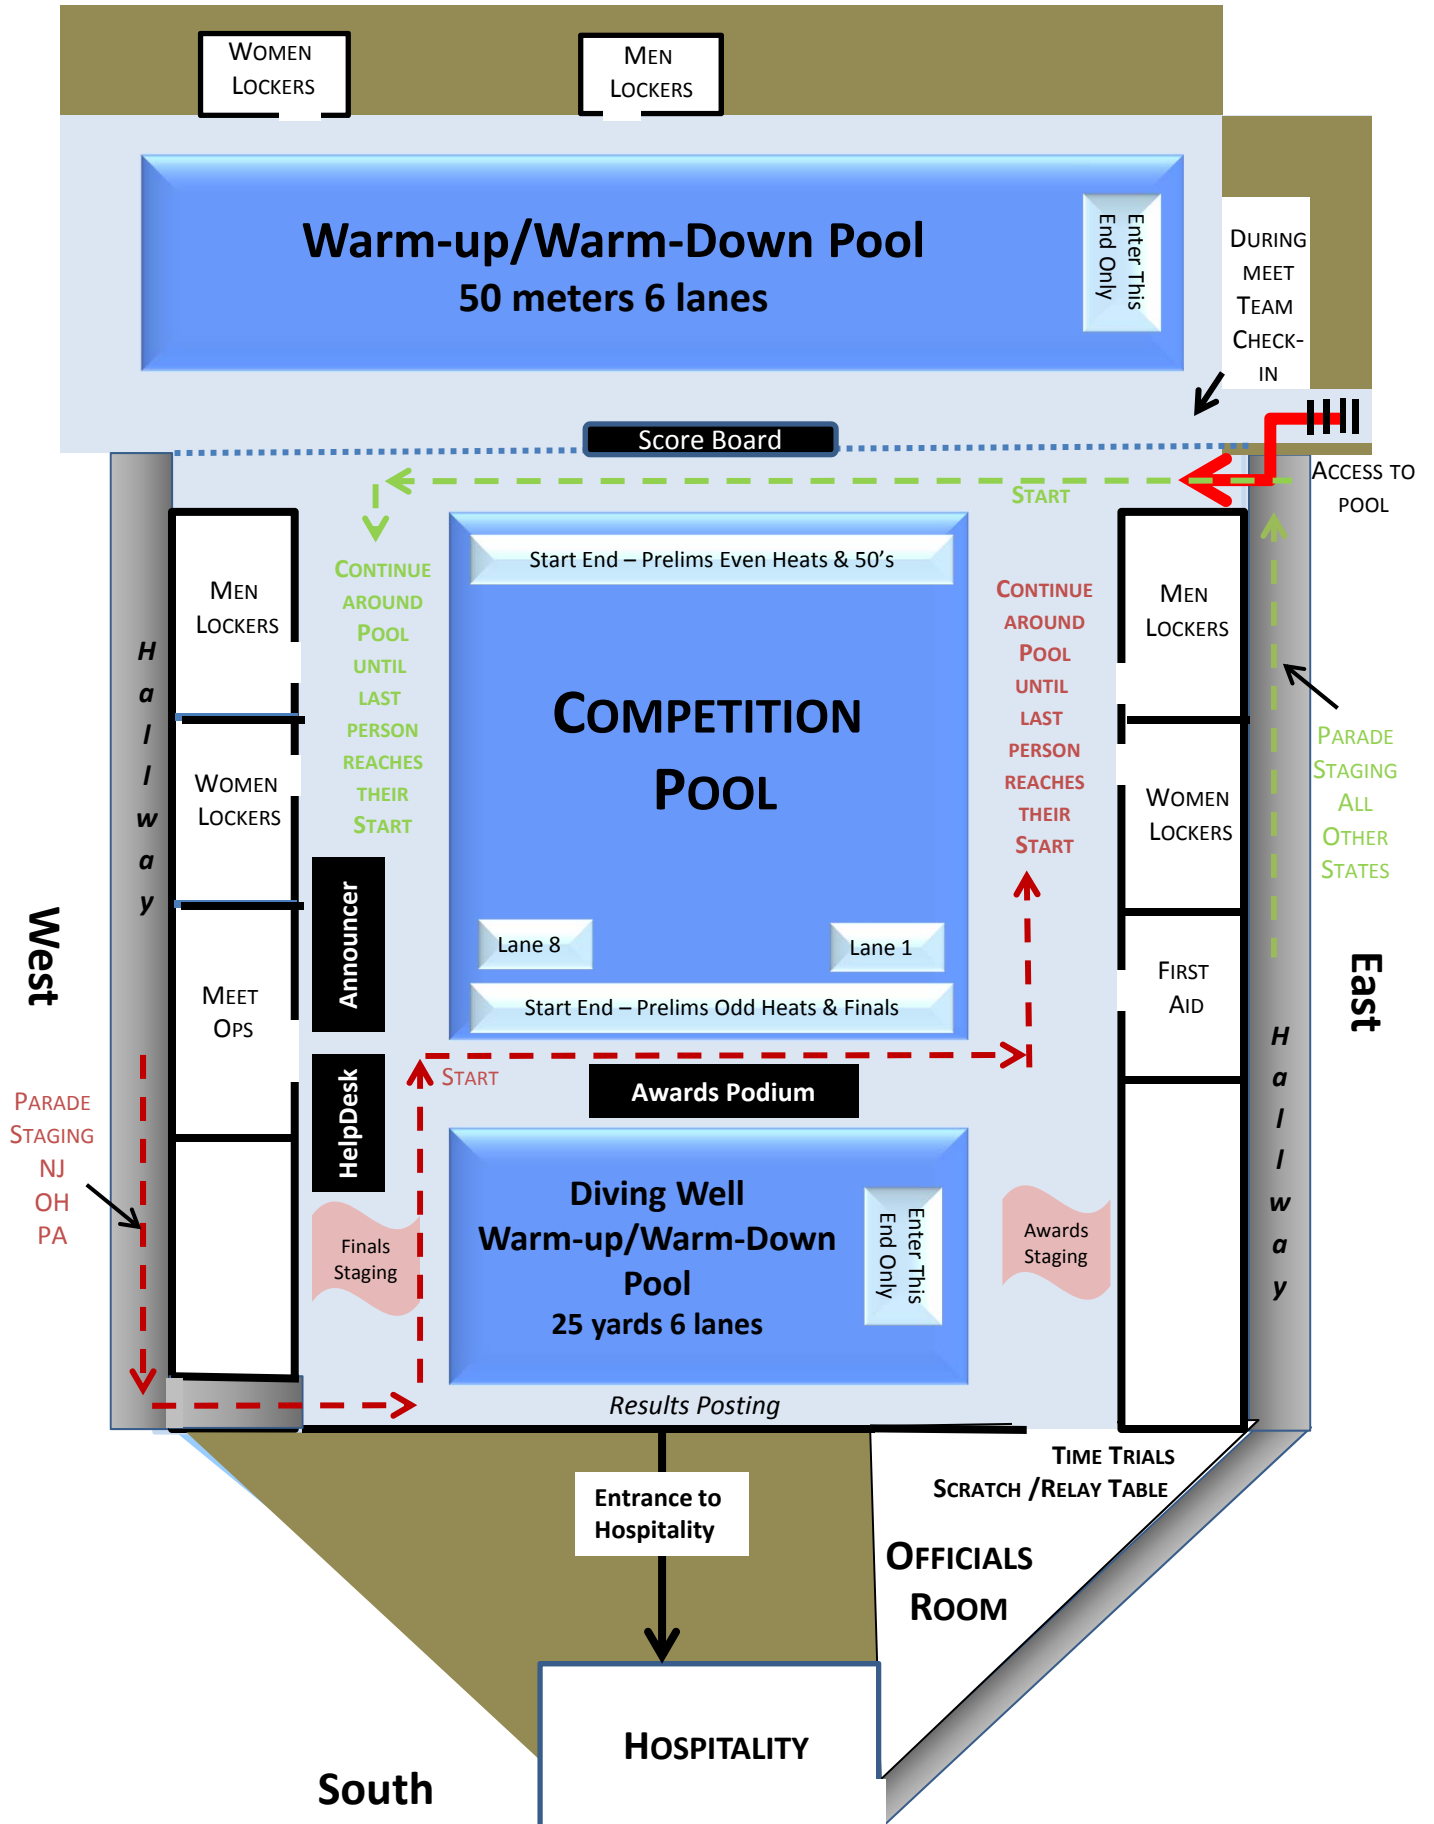 WOMEN
LOCKERS
MEN
LOCKERS
Warm-up/Warm-Down Pool
50 meters 6 lanes
Enter This
End Only
DURING
MEET
TEAM
CHECK-
IN
Score Board
ACCESS TO
POOL
START
Start End – Prelims Even Heats & 50's
CONTINUE
AROUND
POOL
UNTIL
LAST
PERSON
REACHES
THEIR
START
CONTINUE
AROUND
POOL
UNTIL
LAST
PERSON
REACHES
THEIR
START
MEN
LOCKERS
MEN
LOCKERS
Hallway
COMPETITION
POOL
PARADE
STAGING
ALL
OTHER
STATES
WOMEN
LOCKERS
WOMEN
LOCKERS
Announcer
West
East
Lane 8
Lane 1
MEET
OPS
FIRST
AID
Start End – Prelims Odd Heats & Finals
Hallway
START
HelpDesk
Awards Podium
PARADE
STAGING
NJ
OH
PA
Diving Well
Warm-up/Warm-Down
Pool
25 yards 6 lanes
Enter This
End Only
Finals
Staging
Awards
Staging
Results Posting
TIME TRIALS
SCRATCH /RELAY TABLE
Entrance to
Hospitality
OFFICIALS
ROOM
HOSPITALITY
South